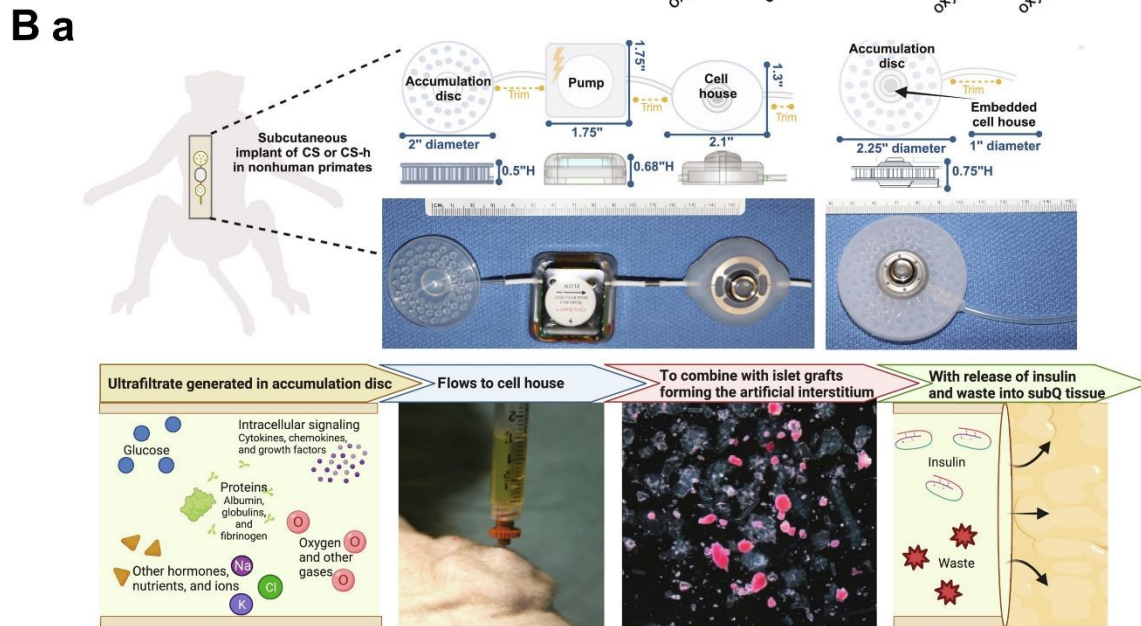 B a
Subcutaneous
implant of CS or CS-h
in nonhuman primates
Accumulation
disc
Trim
2" diameter
0.5"H
Pump
1.75"
1.75"
Trim
0.68"H
Cell
house
1.3"
Trim
2.1"
Accumulation
disc
Trim
Embedded
cell house
2.25" diameter
1" diameter
0.75"H
Ultrafiltrate generated in accumulation disc
Flows to cell house
To combine with islet grafts
forming the artificial interstitium
With release of insulin
and waste into subQ tissue
Glucose
Intracellular signaling
Cytokines, chemokines,
and growth factors
Proteins
Albumin,
globulins,
and
fibrinogen
O
O
O
Oxygen
and other
gases
Other hormones,
nutrients, and ions
Na
Cl
K
Insulin
Waste